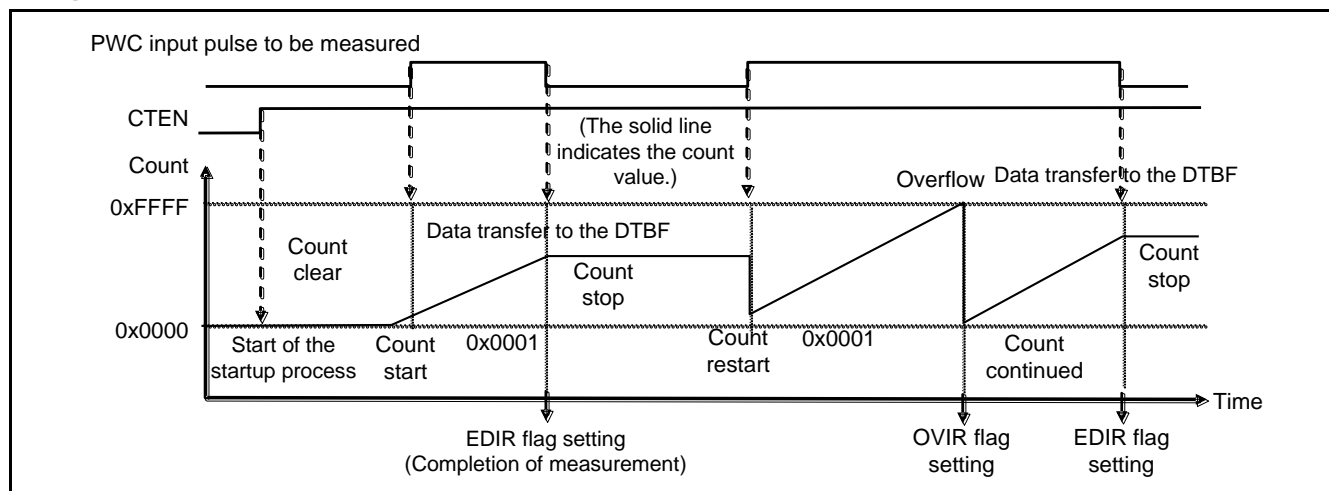 PWC input pulse to be measured
CTEN
(The solid line
indicates the count
value.)
Count
Overflow
Data transfer to the DTBF
0xFFFF
Data transfer to the DTBF
Count
clear
Count
stop
Count
stop
0x0000
Start of the
startup process
Count
start
0x0001
Count
restart
0x0001
Count
continued
Time
EDIR flag setting
(Completion of measurement)
OVIR flag
setting
EDIR flag
setting